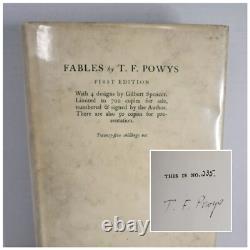 FABLES by T. F. POWYS
FIRST EDITION
With 4 designs by Gilbert Spencer.
Limited to 700 copies for sale,
numbered & signed by the Author.
There are also 50 copies for pre-
sentation.
Twenty-five shillings net
THIS IS NO. 335
T. F. Powys